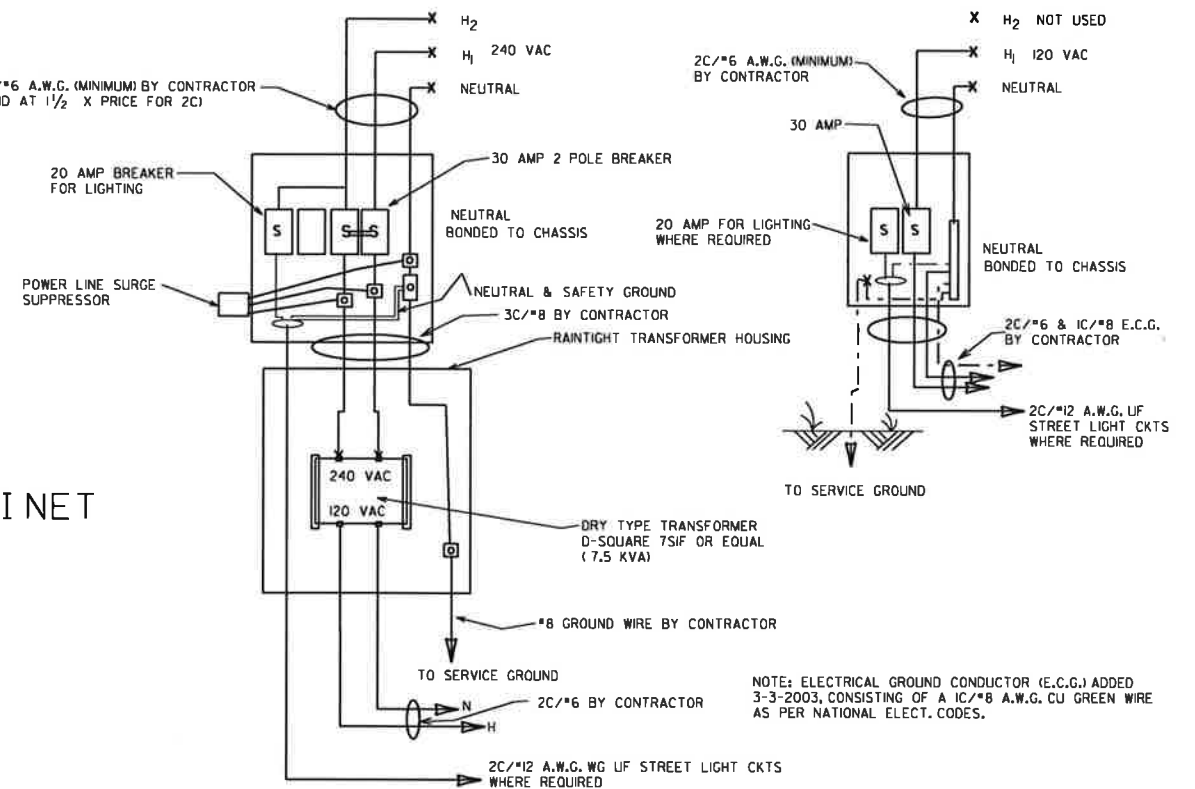 H2
H1 240 VAC
NEUTRAL
/#6 A.W.G. (MINIMUM) BY CONTRACTOR
AT 1 1/2 X PRICE FOR 2C)
20 AMP BREAKER
FOR LIGHTING
30 AMP 2 POLE BREAKER
S
S
S
NEUTRAL
BONDED TO CHASSIS
POWER LINE SURGE
SUPPRESSOR
NEUTRAL & SAFETY GROUND
3C/#8 BY CONTRACTOR
RAINTIGHT TRANSFORMER HOUSING
240 VAC
120 VAC
INET
DRY TYPE TRANSFORMER
D-SQUARE 7S1F OR EQUAL
(7.5 KVA)
#8 GROUND WIRE BY CONTRACTOR
TO SERVICE GROUND
N
2C/#6 BY CONTRACTOR
H
2C/#12 A.W.G. WG UF STREET LIGHT CKTS
WHERE REQUIRED
H2 NOT USED
H1 120 VAC
NEUTRAL
2C/#6 A.W.G. (MINIMUM)
BY CONTRACTOR
30 AMP
S
S
20 AMP FOR LIGHTING
WHERE REQUIRED
NEUTRAL
BONDED TO CHASSIS
2C/#6 & 1C/#8 E.C.G.
BY CONTRACTOR
2C/#12 A.W.G. UF
STREET LIGHT CKTS
WHERE REQUIRED
TO SERVICE GROUND
NOTE: ELECTRICAL GROUND CONDUCTOR (E.C.G.) ADDED
3-3-2003, CONSISTING OF A 1C/#8 A.W.G. CU GREEN WIRE
AS PER NATIONAL ELECT. CODES.